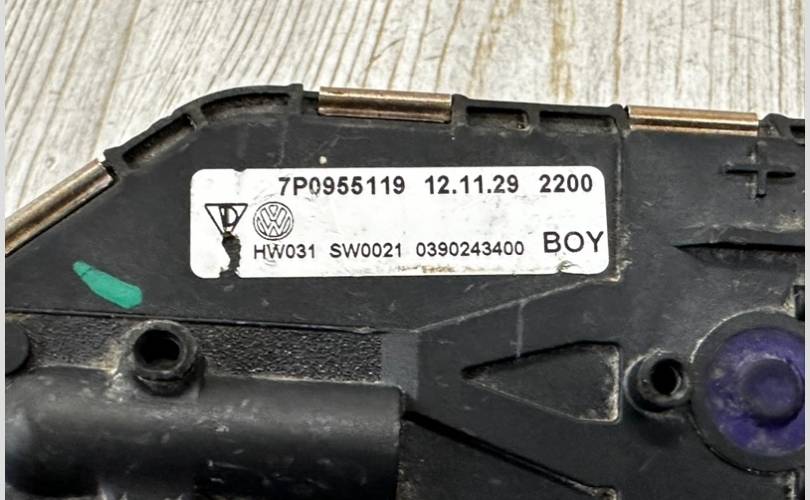 7P0955119 12.11.29 2200
D
HW031 SW0021 0390243400 BOY
+